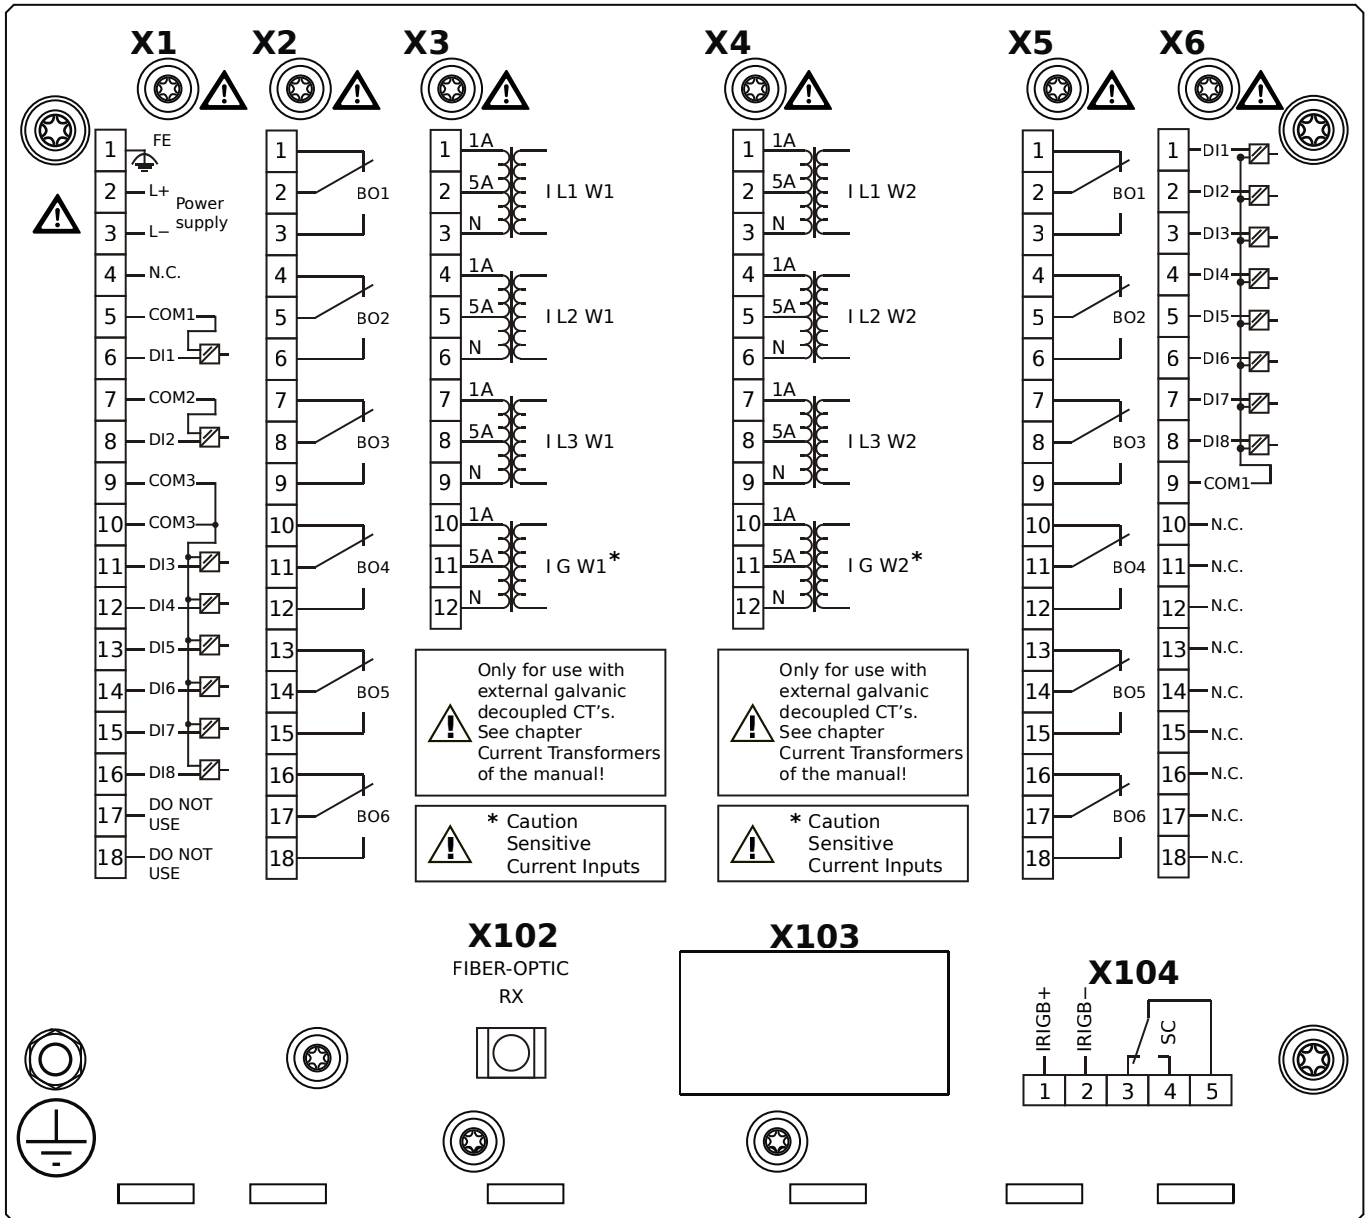 X1
X2
X3
X4
X5
X6
1 FE
2 L+
Power
supply
3 L−
4 N.C.
5 COM1
6 DI1
7 COM2
8 DI2
9 COM3
10 COM3
11 DI3
12 DI4
13 DI5
14 DI6
15 DI7
16 DI8
17 DO NOT
USE
18 DO NOT
USE
1
2 BO1
3
4
5 BO2
6
7
8 BO3
9
10
11 BO4
12
13
14 BO5
15
16
17 BO6
18
1 1A
2 5A I L1 W1
3 N
4 1A
5 5A I L2 W1
6 N
7 1A
8 5A I L3 W1
9 N
10 1A
11 5A I G W1*
12 N
Only for use with
external galvanic
decoupled CT’s.
See chapter
Current Transformers
of the manual!
* Caution
Sensitive
Current Inputs
1 1A
2 5A I L1 W2
3 N
4 1A
5 5A I L2 W2
6 N
7 1A
8 5A I L3 W2
9 N
10 1A
11 5A I G W2*
12 N
Only for use with
external galvanic
decoupled CT’s.
See chapter
Current Transformers
of the manual!
* Caution
Sensitive
Current Inputs
1
2 BO1
3
4
5 BO2
6
7
8 BO3
9
10
11 BO4
12
13
14 BO5
15
16
17 BO6
18
1 DI1
2 DI2
3 DI3
4 DI4
5 DI5
6 DI6
7 DI7
8 DI8
9 COM1
10 N.C.
11 N.C.
12 N.C.
13 N.C.
14 N.C.
15 N.C.
16 N.C.
17 N.C.
18 N.C.
X102
FIBER-OPTIC
RX
X103
X104
IRIGB+
IRIGB−
SC
1 2 3 4 5